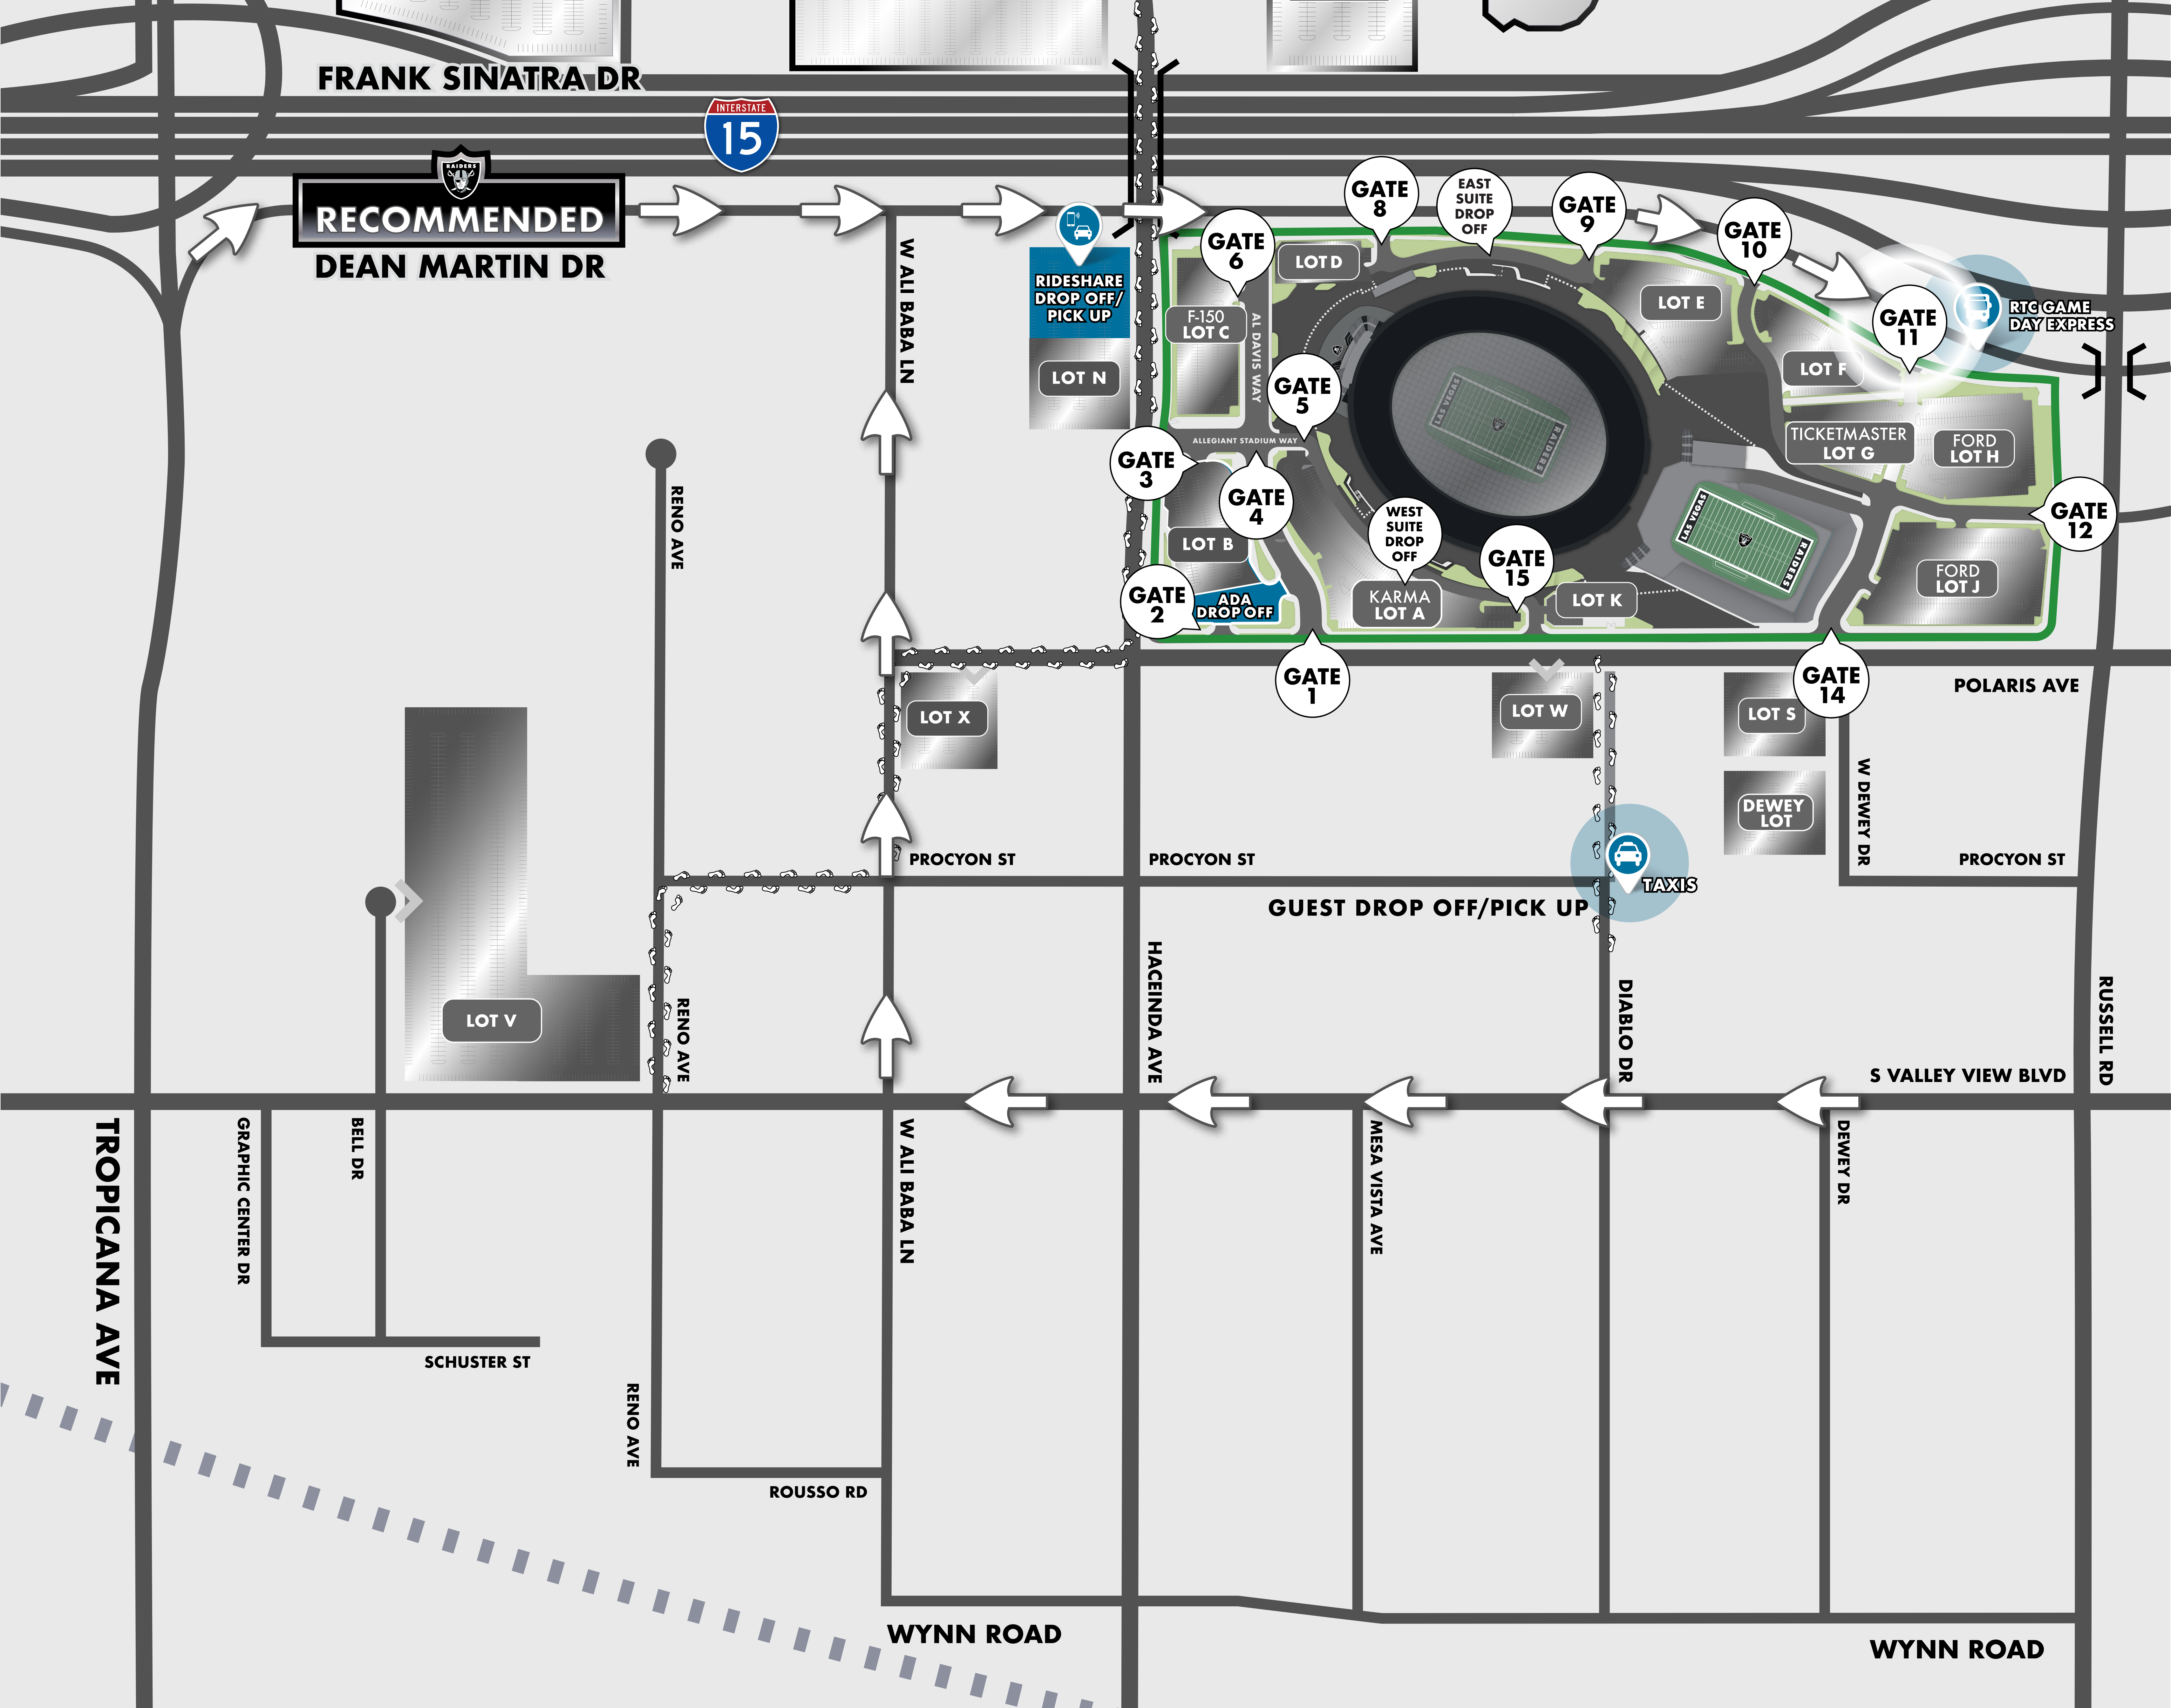 FRANK SINATRA DR
INTERSTATE
15
RAIDERS
RECOMMENDED
DEAN MARTIN DR
W ALI BABA LN
RIDESHARE
DROP OFF/
PICK UP
LOT N
GATE
6
LOT D
GATE
8
EAST
SUITE
DROP
OFF
GATE
9
GATE
10
LOT E
GATE
11
RTC GAME
DAY EXPRESS
F-150
LOT C
AL DAVIS WAY
GATE
5
LOT F
ALLEGIANT STADIUM WAY
LAS VEGAS
RAIDERS
TICKETMASTER
LOT G
FORD
LOT H
GATE
3
GATE
4
GATE
12
LOT B
WEST
SUITE
DROP
OFF
GATE
15
LAS VEGAS
RAIDERS
FORD
LOT J
GATE
2
ADA
DROP OFF
KARMA
LOT A
LOT K
RENO AVE
GATE
1
GATE
14
POLARIS AVE
LOT X
LOT W
LOT S
DEWEY
LOT
W DEWEY DR
PROCYON ST
PROCYON ST
PROCYON ST
TAXIS
GUEST DROP OFF/PICK UP
LOT V
RENO AVE
HACEINDA AVE
DIABLO DR
RUSSELL RD
S VALLEY VIEW BLVD
TROPICANA AVE
GRAPHIC CENTER DR
BELL DR
W ALI BABA LN
MESA VISTA AVE
DEWEY DR
SCHUSTER ST
RENO AVE
ROUSSO RD
WYNN ROAD
WYNN ROAD